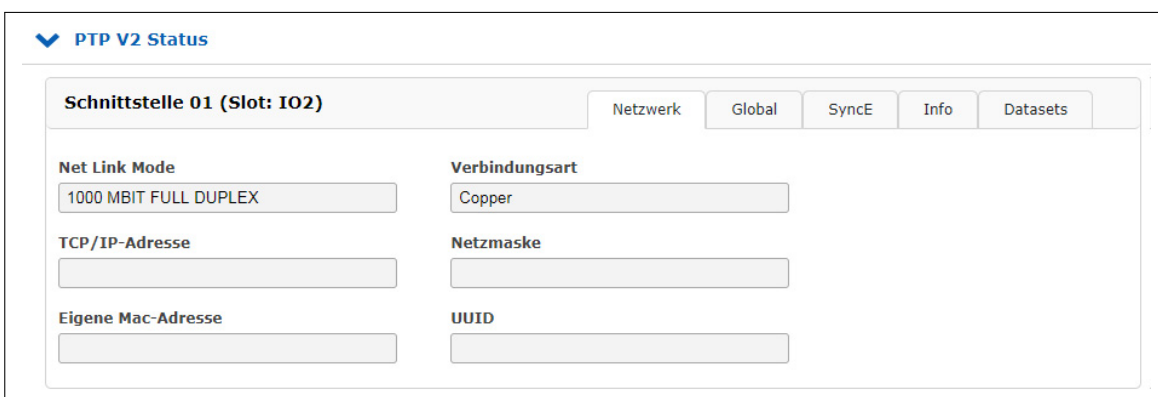 PTP V2 Status
Schnittstelle 01 (Slot: IO2)
Netzwerk
Global
SyncE
Info
Datasets
Net Link Mode
Verbindungsart
1000 MBIT FULL DUPLEX
Copper
TCP/IP-Adresse
Netzmaske
Eigene Mac-Adresse
UUID